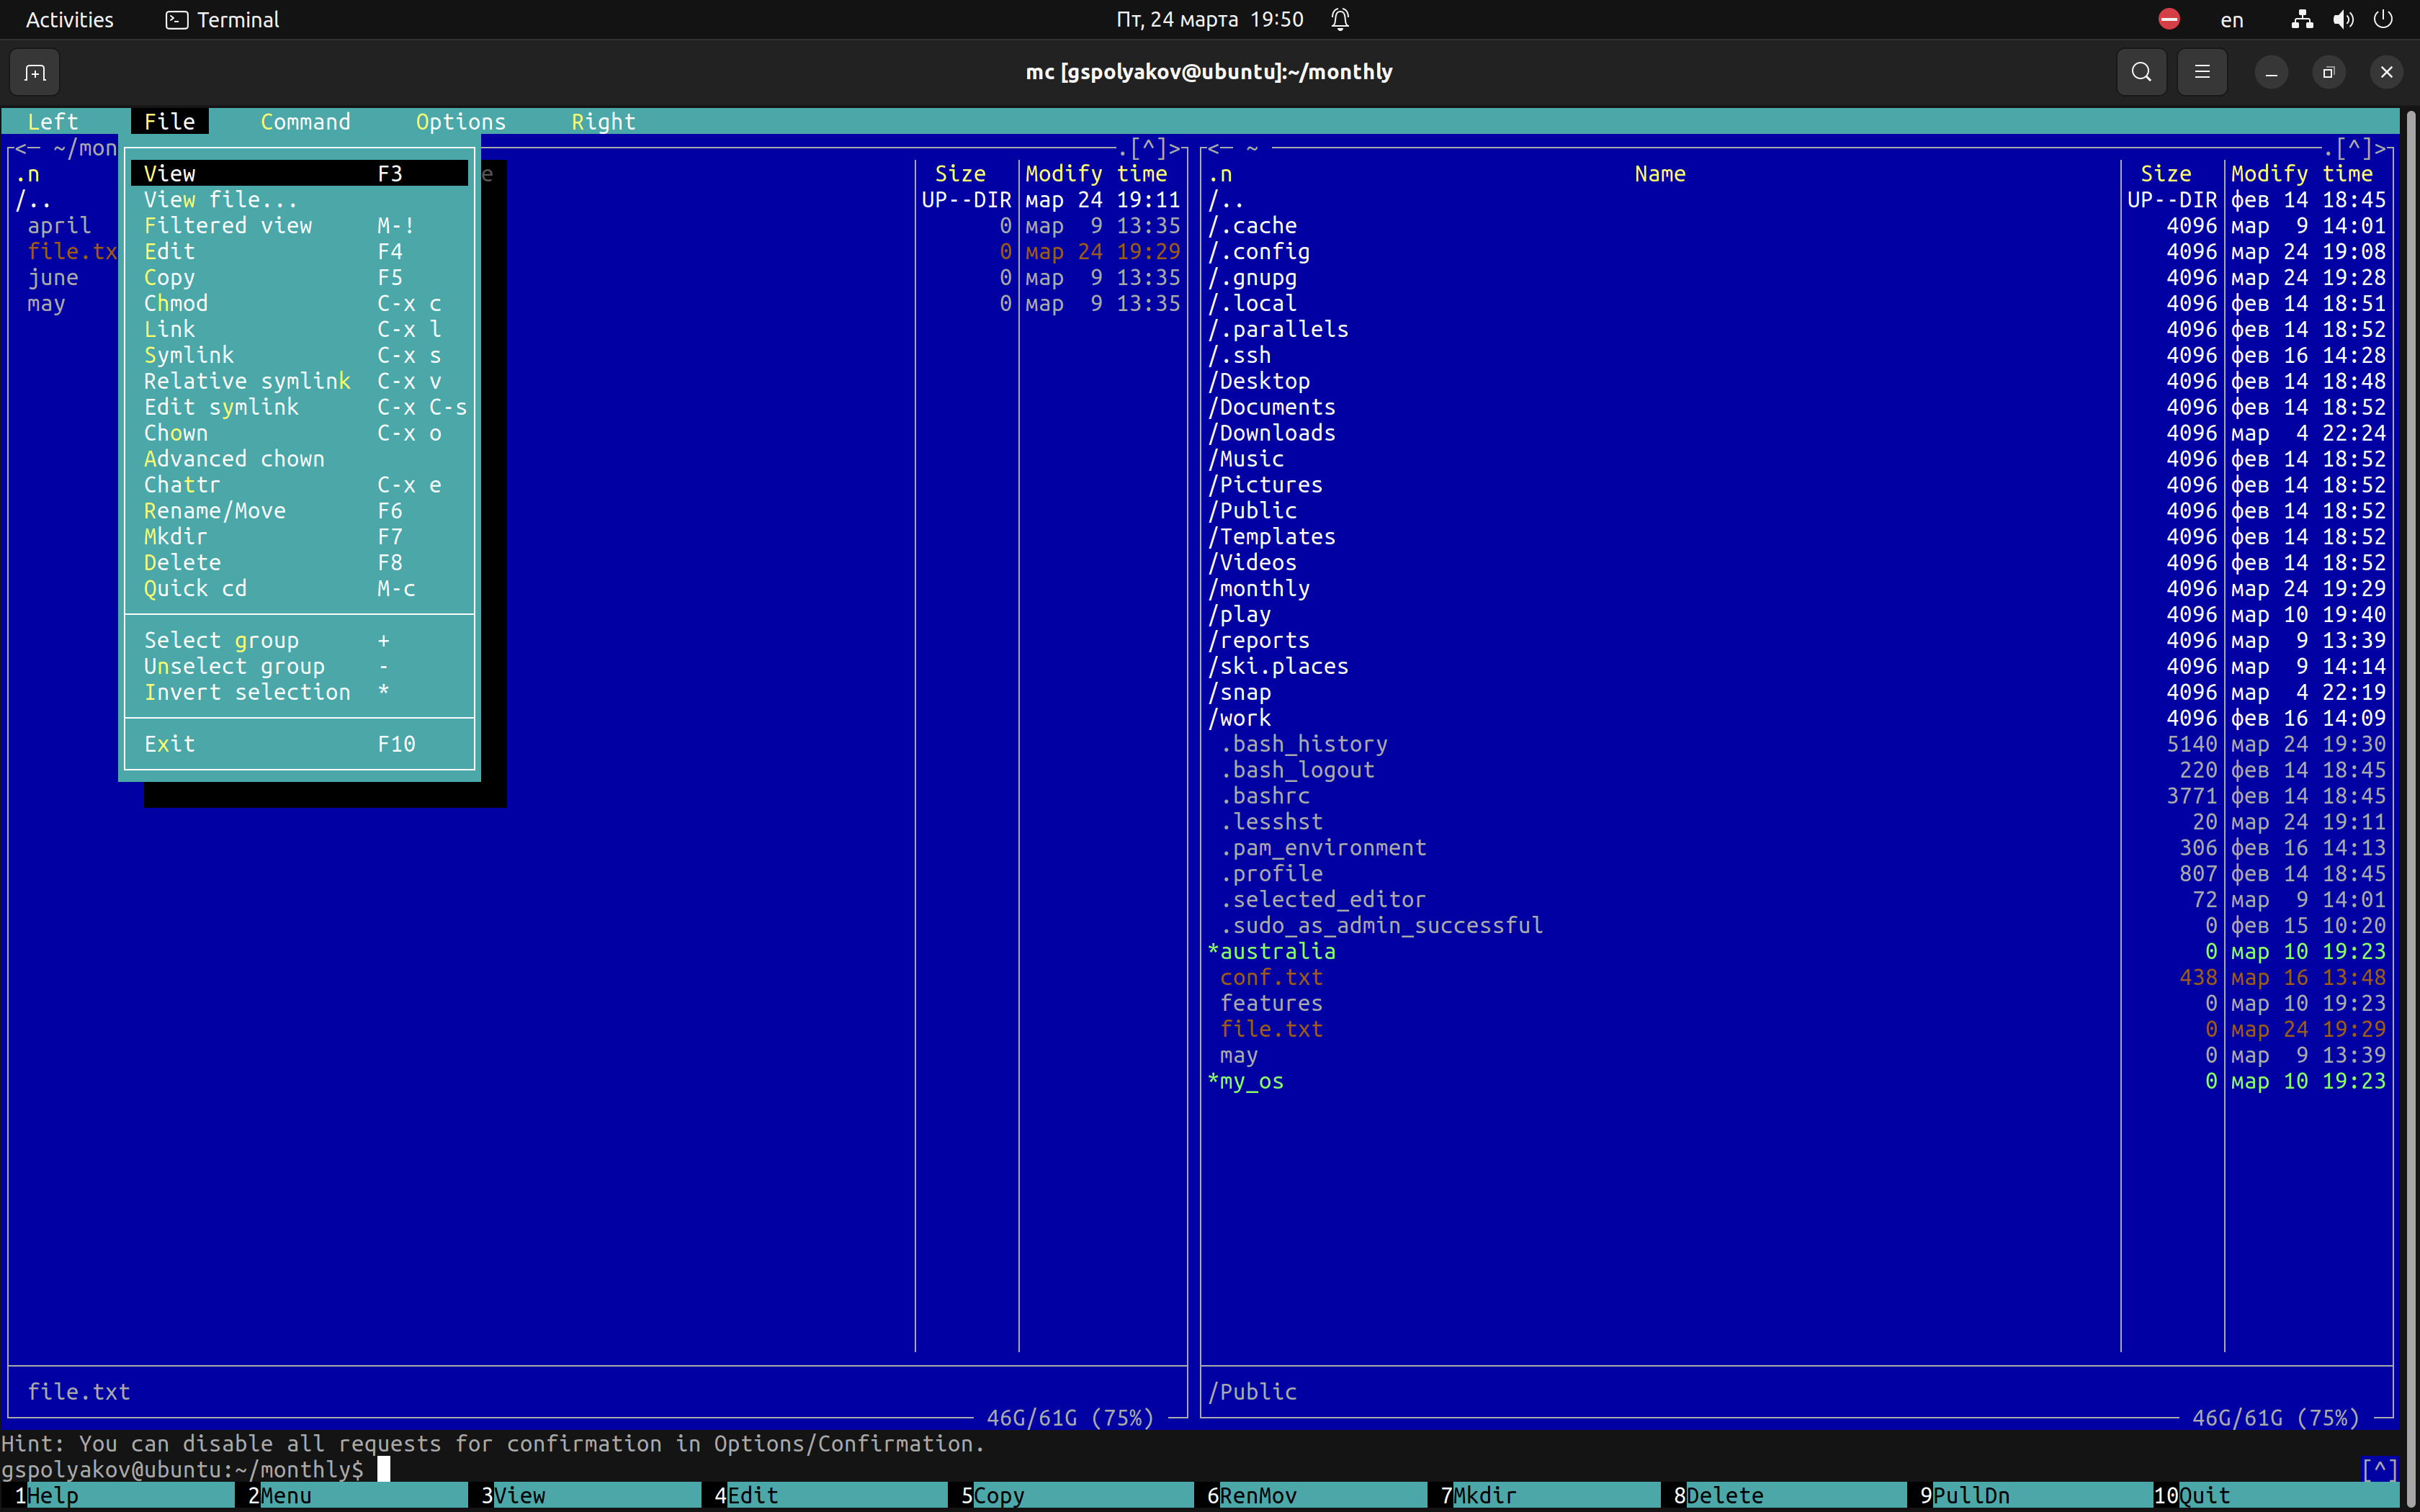 Activities Terminal Пт, 24 марта 19:50 en
mc [gspolyakov@ubuntu]:~/monthly
Left File Command Options Right
<─ ~/mon
.n
/..
april
file.tx
june
may
View F3
View file...
Filtered view M-!
Edit F4
Copy F5
Chmod C-x c
Link C-x l
Symlink C-x s
Relative symlink C-x v
Edit symlink C-x C-s
Chown C-x o
Advanced chown
Chattr C-x e
Rename/Move F6
Mkdir F7
Delete F8
Quick cd M-c
Select group +
Unselect group -
Invert selection *
Exit F10
e
.[^]>
Size Modify time
UP--DIR мар 24 19:11
0 мар 9 13:35
0 мар 24 19:29
0 мар 9 13:35
0 мар 9 13:35
file.txt
46G/61G (75%)
<─ ~ .[^]>
.n Name Size Modify time
/.. UP--DIR фев 14 18:45
/.cache 4096 мар 9 14:01
/.config 4096 мар 24 19:08
/.gnupg 4096 мар 24 19:28
/.local 4096 фев 14 18:51
/.parallels 4096 фев 14 18:52
/.ssh 4096 фев 16 14:28
/Desktop 4096 фев 14 18:48
/Documents 4096 фев 14 18:52
/Downloads 4096 мар 4 22:24
/Music 4096 фев 14 18:52
/Pictures 4096 фев 14 18:52
/Public 4096 фев 14 18:52
/Templates 4096 фев 14 18:52
/Videos 4096 фев 14 18:52
/monthly 4096 мар 24 19:29
/play 4096 мар 10 19:40
/reports 4096 мар 9 13:39
/ski.places 4096 мар 9 14:14
/snap 4096 мар 4 22:19
/work 4096 фев 16 14:09
.bash_history 5140 мар 24 19:30
.bash_logout 220 фев 14 18:45
.bashrc 3771 фев 14 18:45
.lesshst 20 мар 24 19:11
.pam_environment 306 фев 16 14:13
.profile 807 фев 14 18:45
.selected_editor 72 мар 9 14:01
.sudo_as_admin_successful 0 фев 15 10:20
*australia 0 мар 10 19:23
conf.txt 438 мар 16 13:48
features 0 мар 10 19:23
file.txt 0 мар 24 19:29
may 0 мар 9 13:39
*my_os 0 мар 10 19:23
/Public
46G/61G (75%)
Hint: You can disable all requests for confirmation in Options/Confirmation.
gspolyakov@ubuntu:~/monthly$ [^]
1Help 2Menu 3View 4Edit 5Copy 6RenMov 7Mkdir 8Delete 9PullDn 10Quit